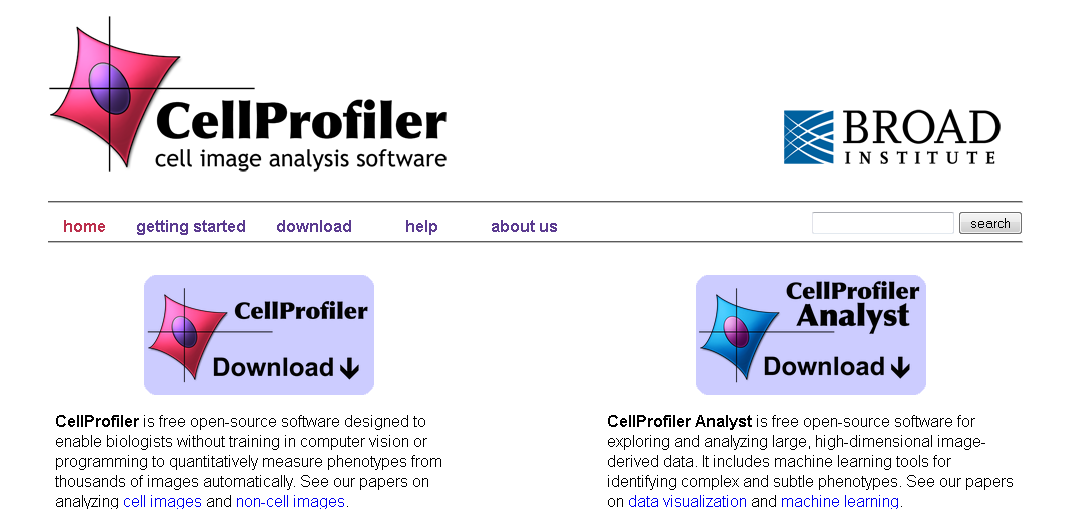 CellProfiler
cell image analysis software
BROAD
INSTITUTE
home getting started download help about us search
CellProfiler
Download
CellProfiler is free open-source software designed to
enable biologists without training in computer vision or
programming to quantitatively measure phenotypes from
thousands of images automatically. See our papers on
analyzing cell images and non-cell images.
CellProfiler
Analyst
Download
CellProfiler Analyst is free open-source software for
exploring and analyzing large, high-dimensional image-
derived data. It includes machine learning tools for
identifying complex and subtle phenotypes. See our papers
on data visualization and machine learning.